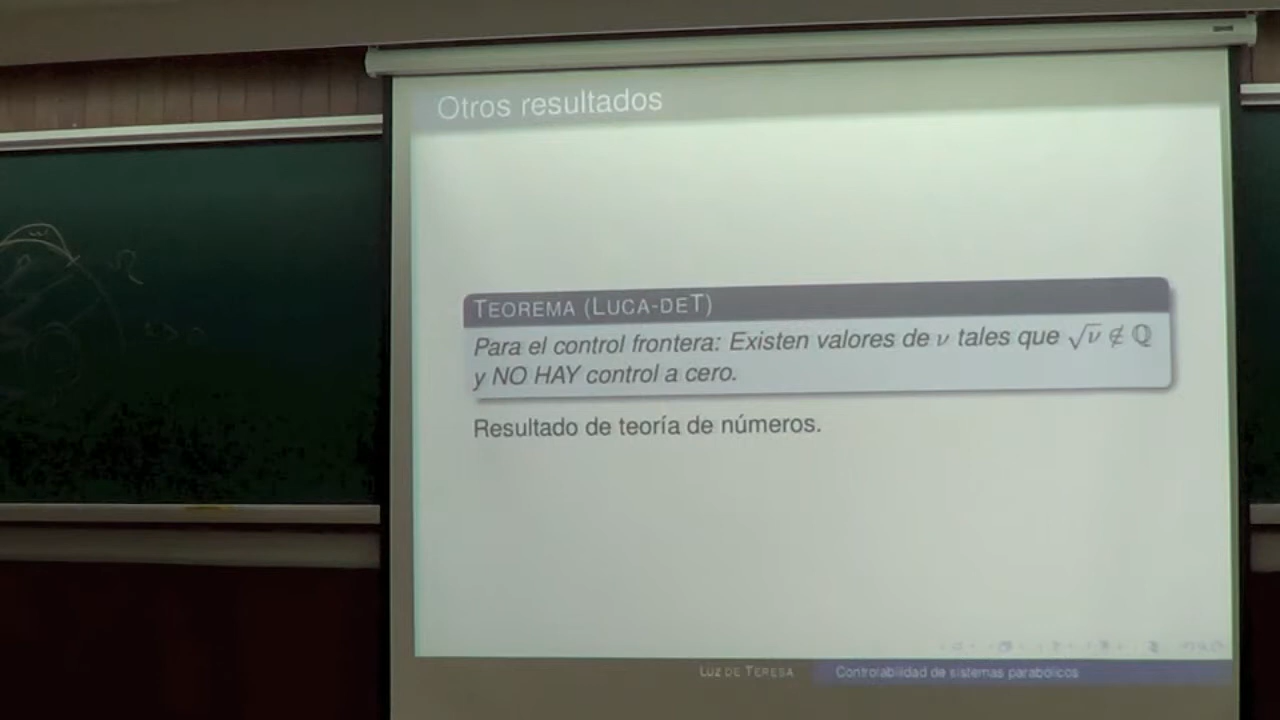 Otros resultados
TEOREMA (LUCA-DET)
Para el control frontera: Existen valores de ν tales que √ν ∉ ℚ
y NO HAY control a cero.
Resultado de teoría de números.
LUZ DE TERESA Controlabilidad de sistemas parabólicos